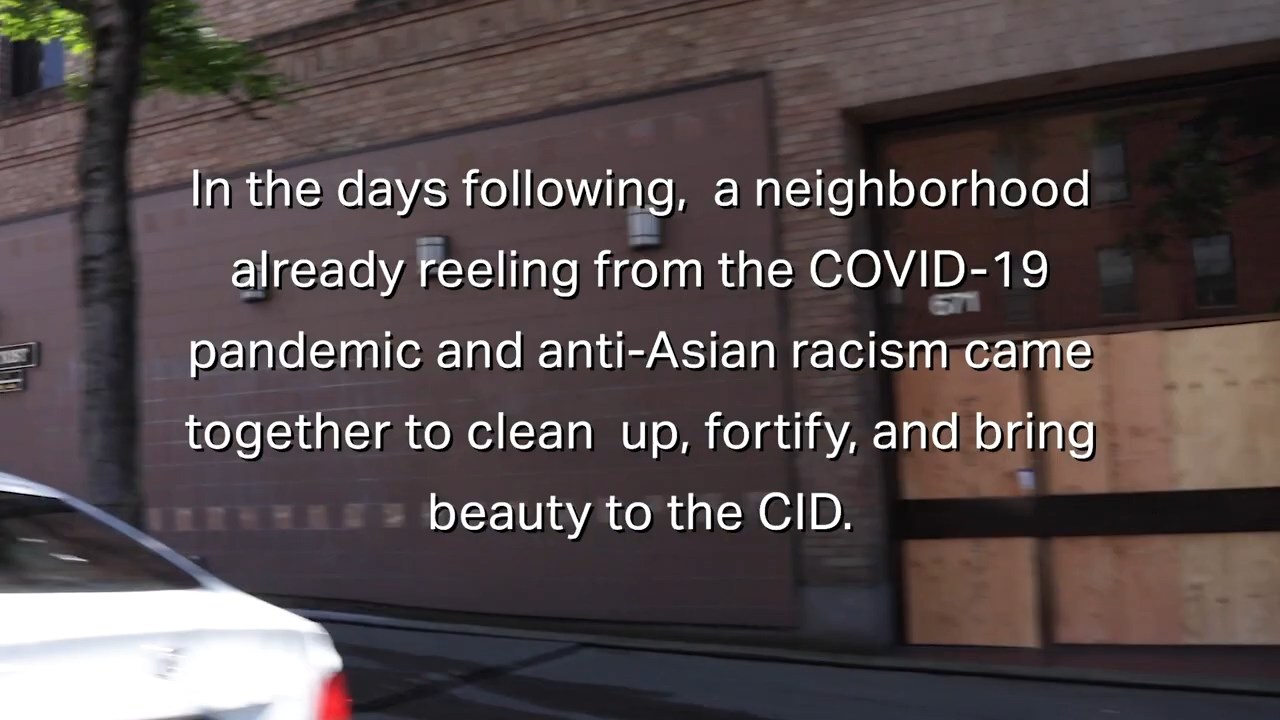 In the days following, a neighborhood
already reeling from the COVID-19
671
pandemic and anti-Asian racism came
together to clean up, fortify, and bring
beauty to the CID.